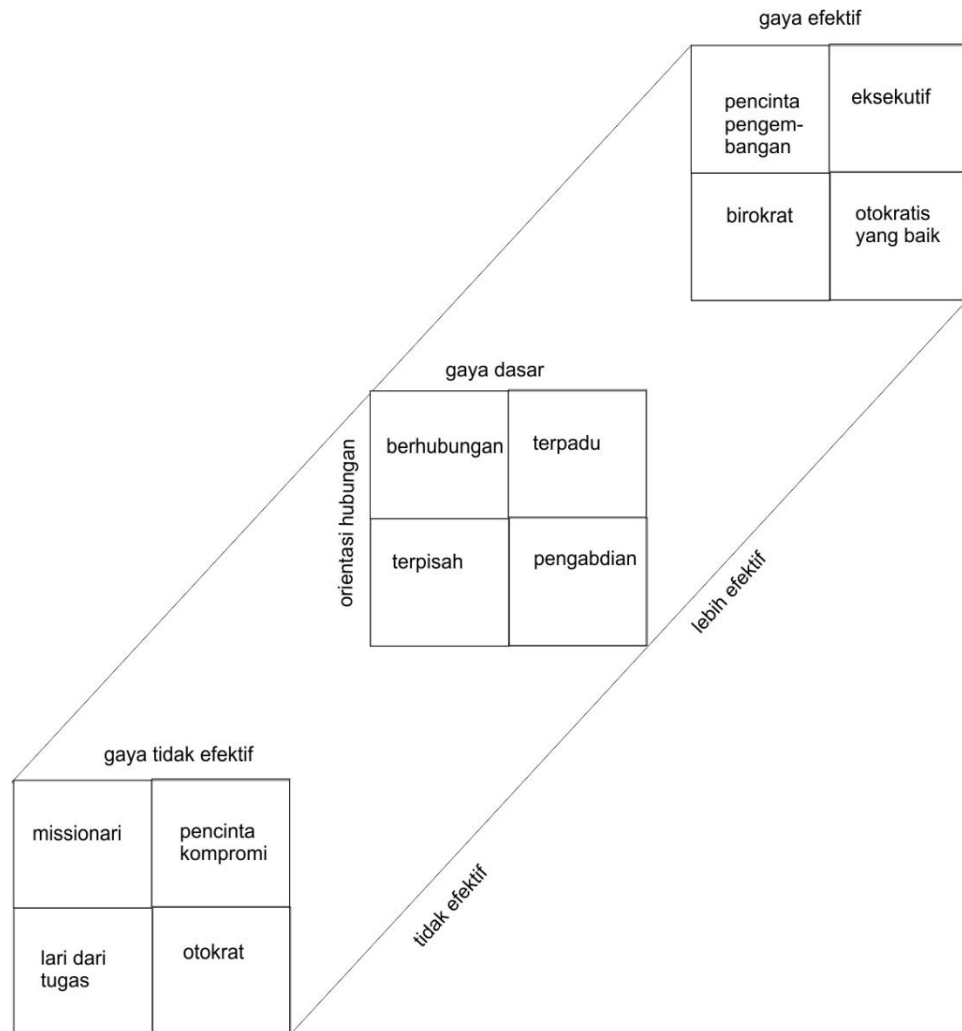 gaya efektif
pencinta
pengem-
bangan
eksekutif
birokrat
otokratis
yang baik
gaya dasar
orientasi hubungan
berhubungan
terpadu
terpisah
pengabdian
lebih efektif
gaya tidak efektif
missionari
pencinta
kompromi
lari dari
tugas
otokrat
tidak efektif